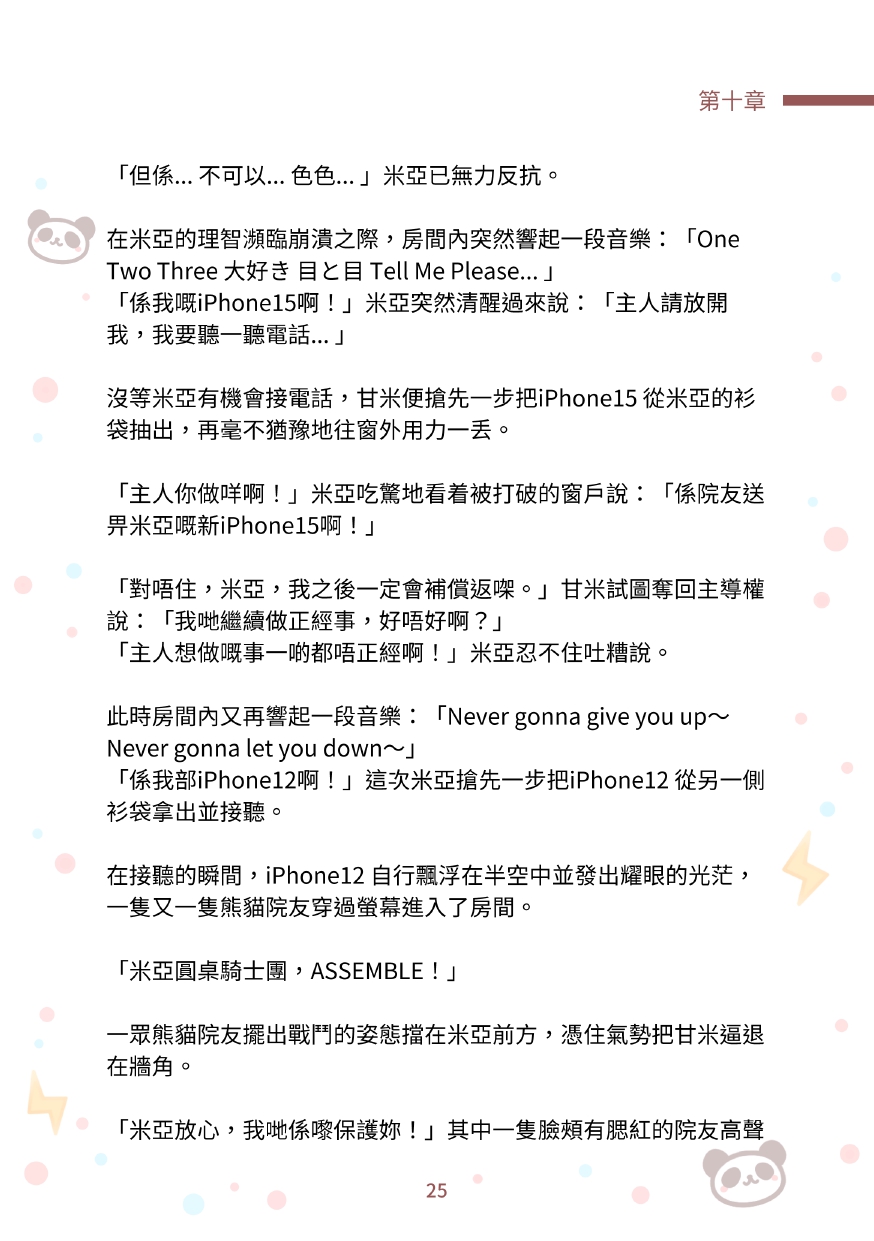 第十章
「但係... 不可以... 色色... 」米亞已無力反抗。
在米亞的理智瀕臨崩潰之際，房間內突然響起一段音樂：「One
Two Three 大好き 目と目 Tell Me Please... 」
「係我嘅iPhone15啊！」米亞突然清醒過來說：「主人請放開
我，我要聽一聽電話... 」
沒等米亞有機會接電話，甘米便搶先一步把iPhone15 從米亞的衫
袋抽出，再毫不猶豫地往窗外用力一丟。
「主人你做咩啊！」米亞吃驚地看着被打破的窗戶說：「係院友送
畀米亞嘅新iPhone15啊！」
「對唔住，米亞，我之後一定會補償返㗎。」甘米試圖奪回主導權
說：「我哋繼續做正經事，好唔好啊？」
「主人想做嘅事一啲都唔正經啊！」米亞忍不住吐糟說。
此時房間內又再響起一段音樂：「Never gonna give you up～
Never gonna let you down～」
「係我部iPhone12啊！」這次米亞搶先一步把iPhone12 從另一側
衫袋拿出並接聽。
在接聽的瞬間，iPhone12 自行飄浮在半空中並發出耀眼的光茫，
一隻又一隻熊貓院友穿過螢幕進入了房間。
「米亞圓桌騎士團，ASSEMBLE！」
一眾熊貓院友擺出戰鬥的姿態擋在米亞前方，憑住氣勢把甘米逼退
在牆角。
「米亞放心，我哋係嚟保護妳！」其中一隻臉頰有腮紅的院友高聲
25